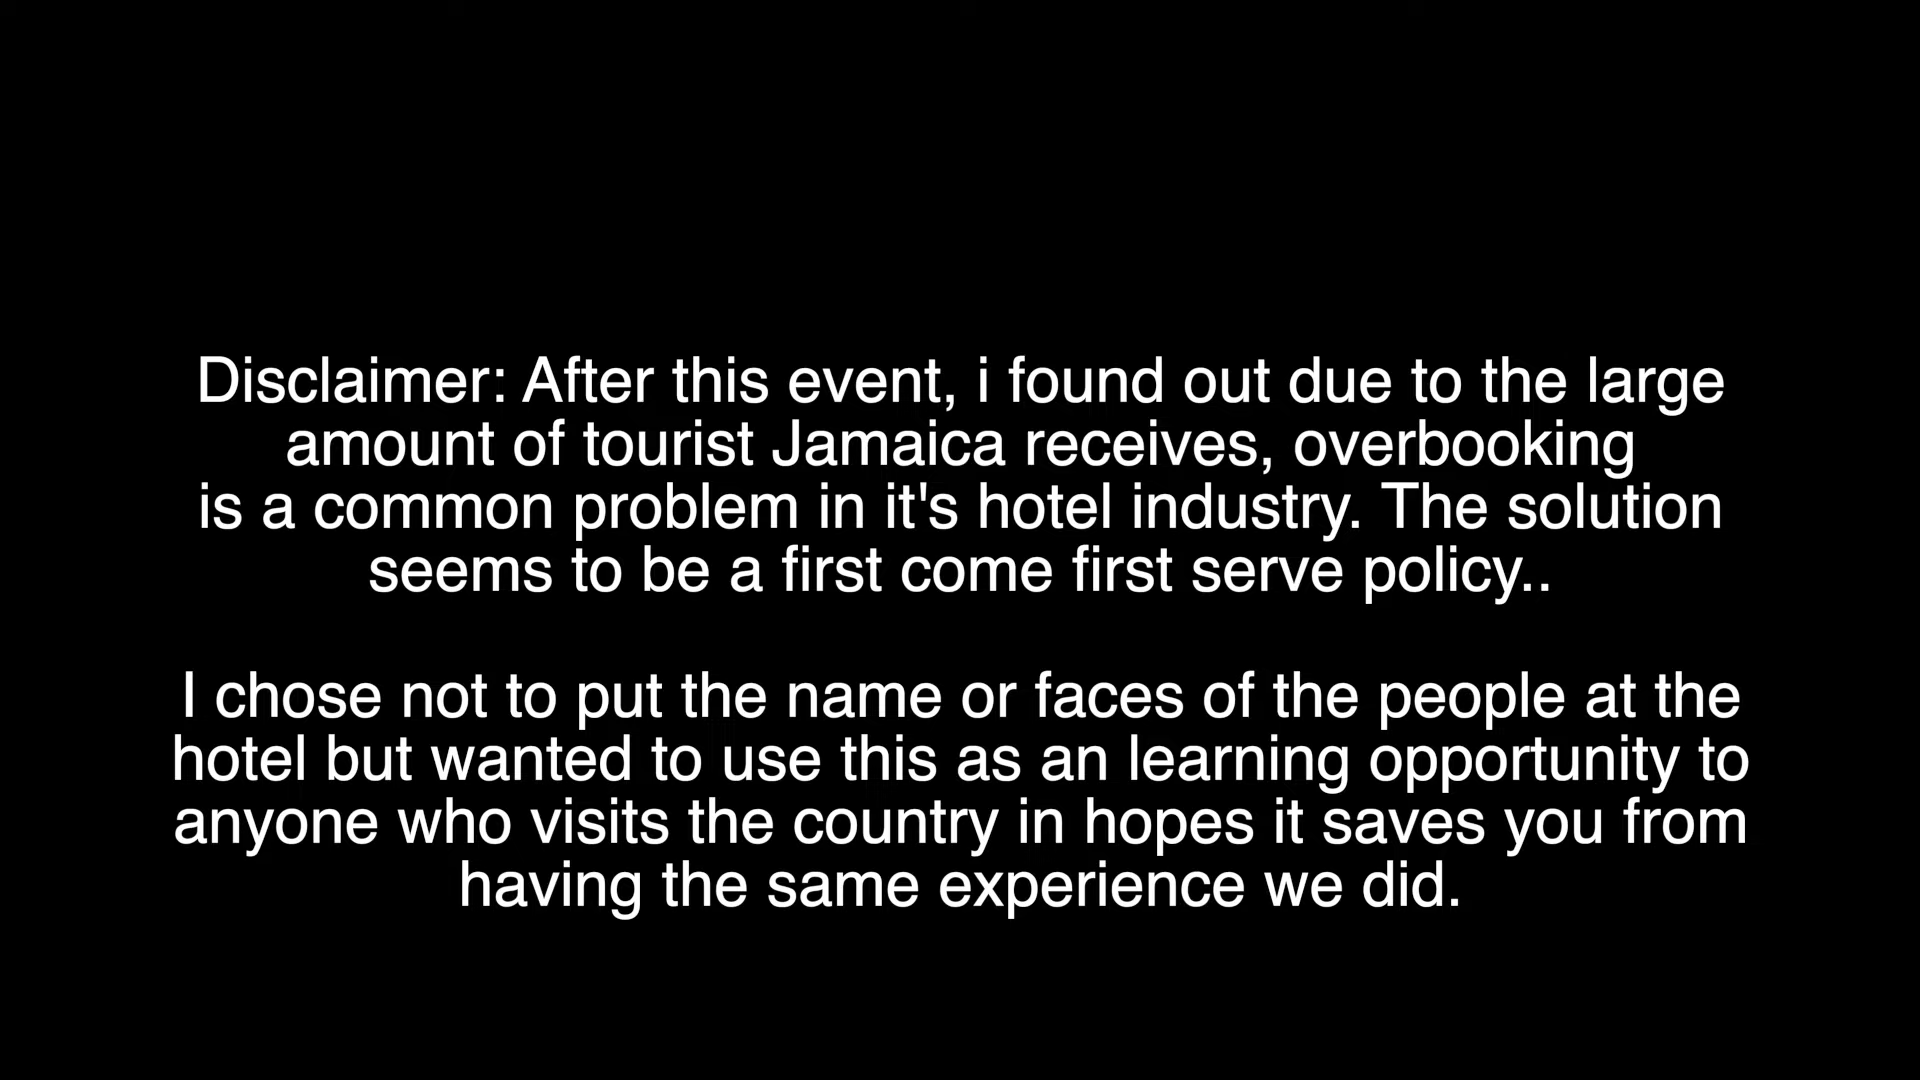 Disclaimer: After this event, i found out due to the large
amount of tourist Jamaica receives, overbooking
is a common problem in it's hotel industry. The solution
seems to be a first come first serve policy..
I chose not to put the name or faces of the people at the
hotel but wanted to use this as an learning opportunity to
anyone who visits the country in hopes it saves you from
having the same experience we did.